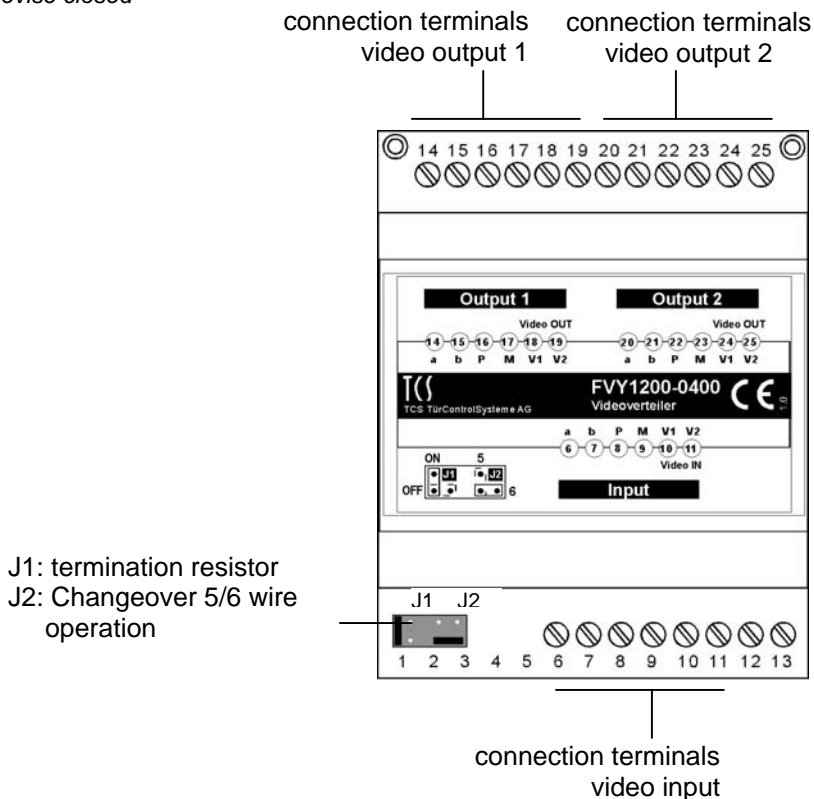 connection terminals
video output 1
connection terminals
video output 2
14 15 16 17 18 19 20 21 22 23 24 25
Output 1
Output 2
Video OUT
Video OUT
14 15 16 17 18 19
20 21 22 23 24 25
a b P M V1 V2
a b P M V1 V2
TCS
TCS TürControlSysteme AG
FVY1200-0400
Videoverteiler
CE
1.0
a b P M V1 V2
6 7 8 9 10 11
Video IN
Input
ON 5
J1 J2
OFF 6
J1: termination resistor
J2: Changeover 5/6 wire
operation
J1 J2
1 2 3 4 5 6 7 8 9 10 11 12 13
connection terminals
video input